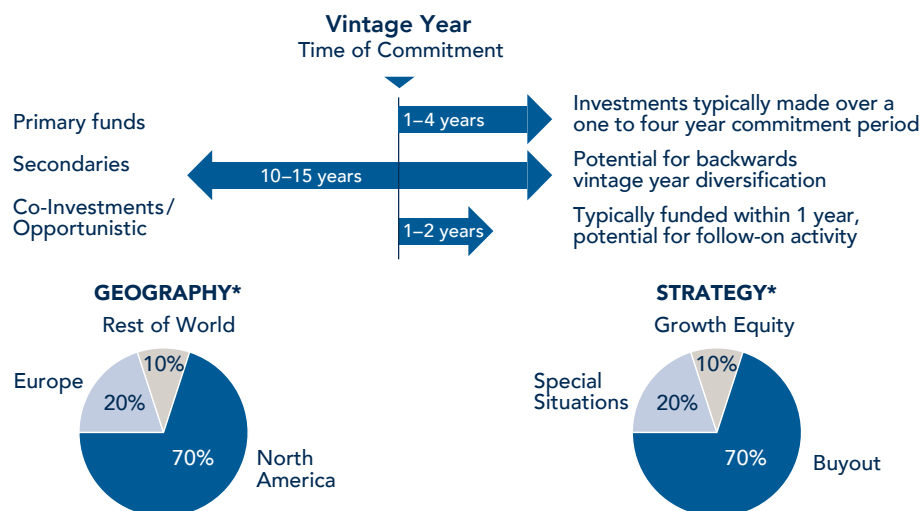 Vintage Year
Time of Commitment
Primary funds
1–4 years
Investments typically made over a
one to four year commitment period
Secondaries
10–15 years
Potential for backwards
vintage year diversification
Co-Investments/
Opportunistic
1–2 years
Typically funded within 1 year,
potential for follow-on activity
GEOGRAPHY*
Rest of World
10%
Europe
20%
70%
North
America
STRATEGY*
Growth Equity
10%
Special
Situations
20%
70%
Buyout